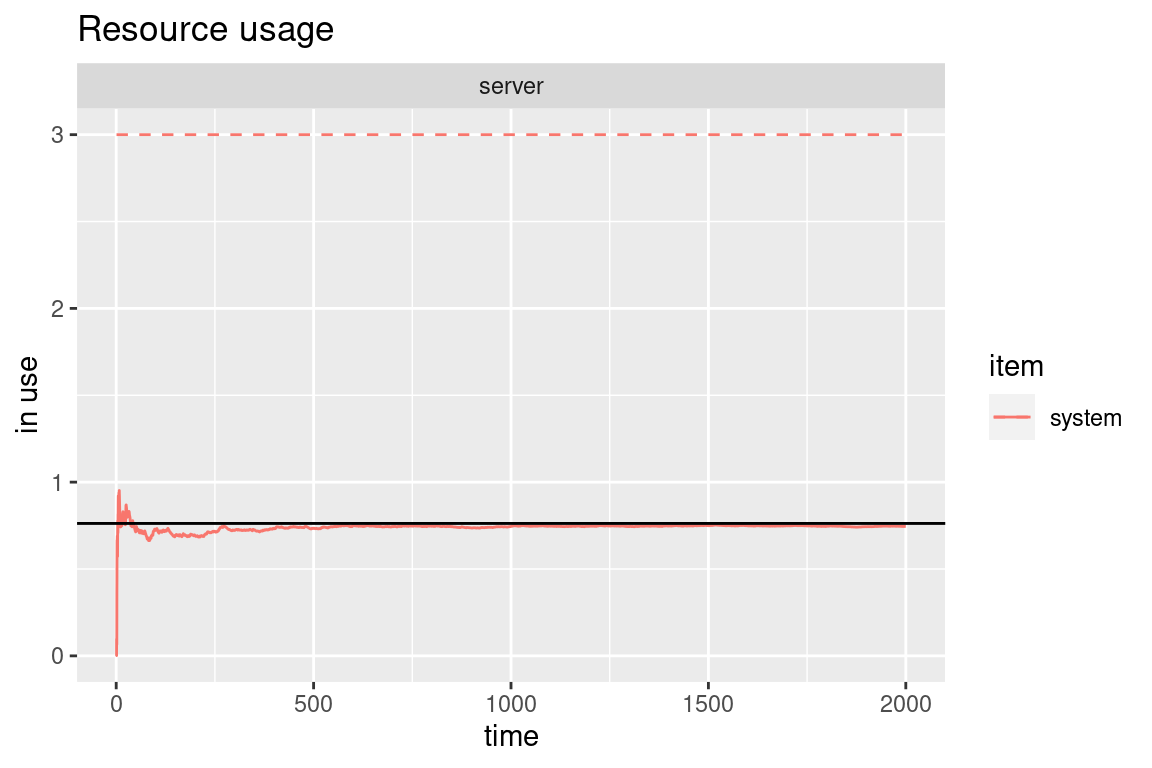 Resource usage
server
3
2
1
0
in use
0 500 1000 1500 2000
time
item
system